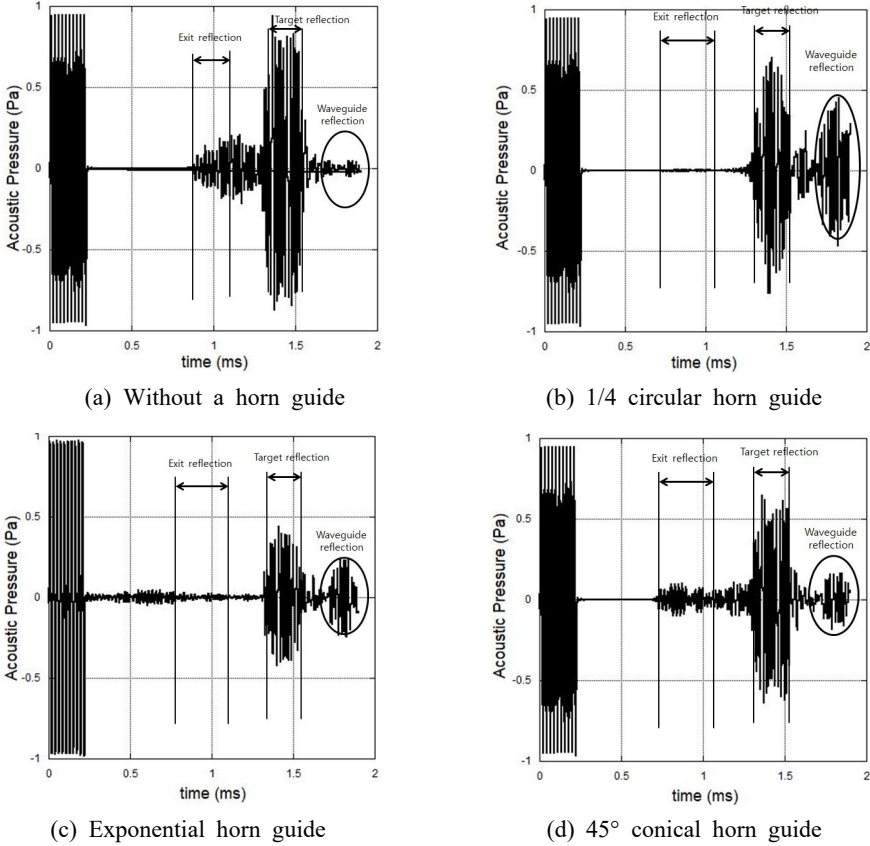 1
0.5
0
-0.5
-1
0
0.5
1
1.5
2
Acoustic Pressure (Pa)
time (ms)
Exit reflection
Target reflection
Waveguide
reflection
(a) Without a horn guide
1
0.5
0
-0.5
-1
0
0.5
1
1.5
2
Acoustic Pressure (Pa)
time (ms)
Exit reflection
Target reflection
Waveguide
reflection
(b) 1/4 circular horn guide
1
0.5
0
-0.5
-1
0
0.5
1
1.5
2
Acoustic Pressure (Pa)
time (ms)
Exit reflection
Target reflection
Waveguide
reflection
(c) Exponential horn guide
1
0.5
0
-0.5
-1
0
0.5
1
1.5
2
Acoustic Pressure (Pa)
time (ms)
Exit reflection
Target reflection
Waveguide
reflection
(d) 45° conical horn guide